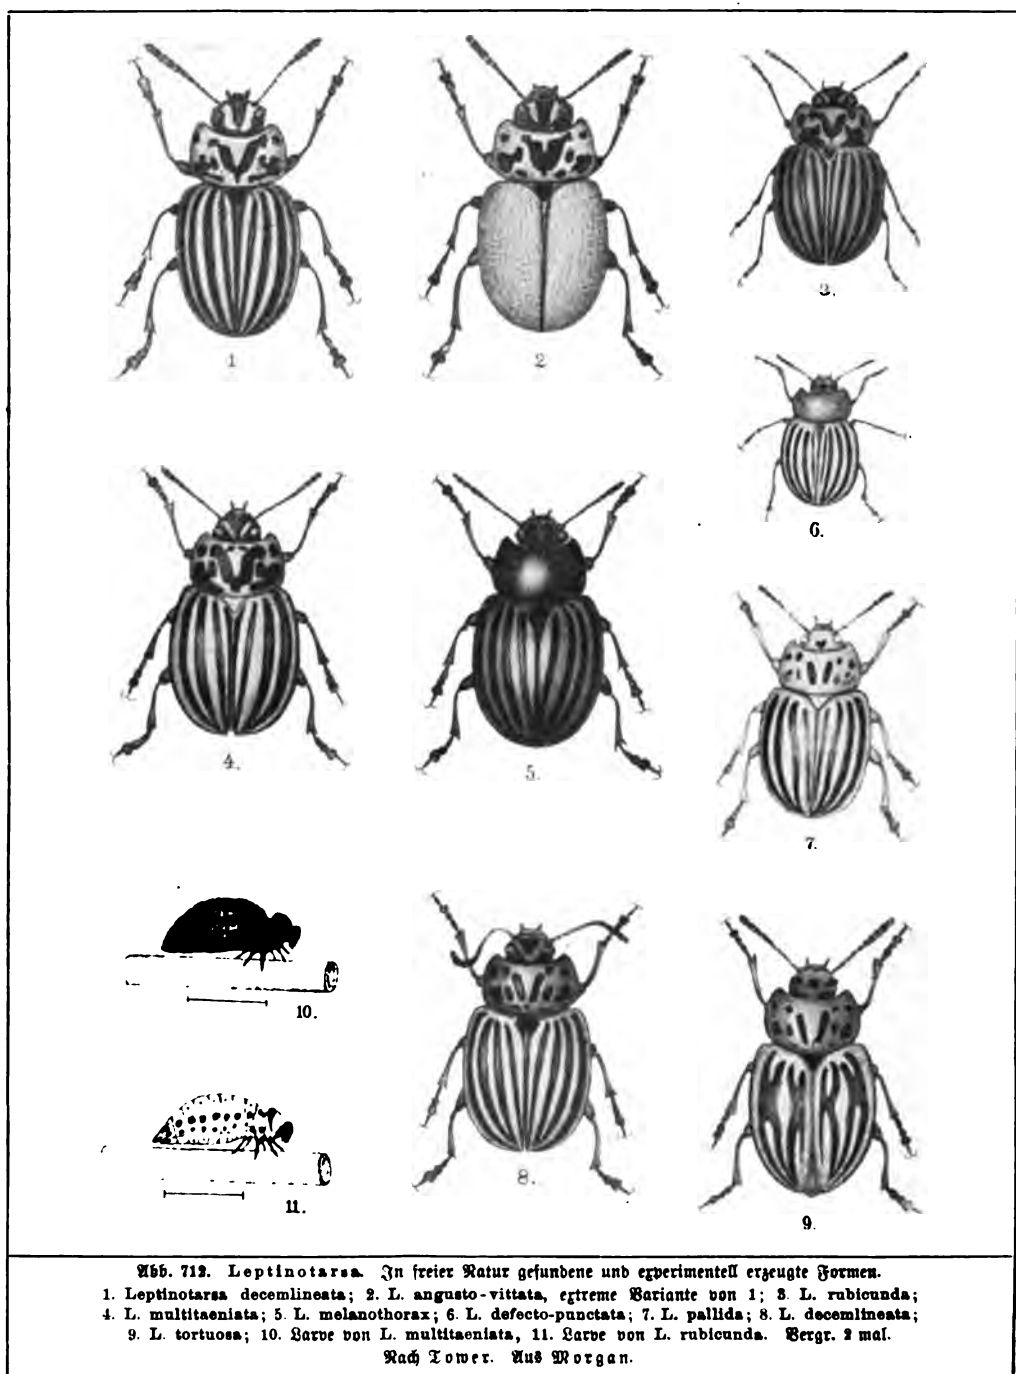 1
2
3.
6.
4.
5.
7.
10.
8.
11.
9.
Abb. 712. Leptinotarsa. In freier Natur gefundene und experimentell erzeugte Formen.
1. Leptinotarsa decemlineata; 2. L. angusto-vittata, extreme Variante von 1; 3. L. rubicunda;
4. L. multitaeniata; 5. L. melanothorax; 6. L. defecto-punctata; 7. L. pallida; 8. L. decemlineata;
9. L. tortuosa; 10. Larve von L. multitaeniata, 11. Larve von L. rubicunda. Vergr. 2 mal.
Nach Tower. Aus Morgan.